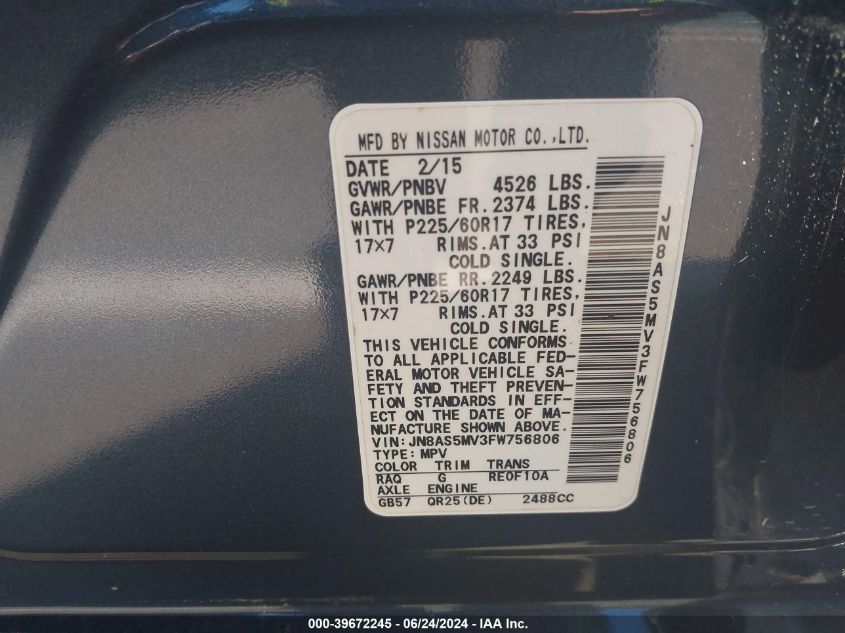 MFD BY NISSAN MOTOR CO.,LTD.
DATE 2/15
GVWR/PNBV 4526 LBS.
GAWR/PNBE FR. 2374 LBS.
WITH P225/60R17 TIRES,
17×7 RIMS. AT 33 PSI
COLD SINGLE.
GAWR/PNBE RR. 2249 LBS.
WITH P225/60R17 TIRES,
17×7 RIMS. AT 33 PSI
COLD SINGLE.
THIS VEHICLE CONFORMS
TO ALL APPLICABLE FED-
ERAL MOTOR VEHICLE SA-
FETY AND THEFT PREVEN-
TION STANDARDS IN EFF-
ECT ON THE DATE OF MA-
NUFACTURE SHOWN ABOVE.
VIN: JN8AS5MV3FW756806
TYPE: MPV
COLOR TRIM TRANS
RAQ G RE0F10A
AXLE ENGINE
GB57 QR25(DE) 2488CC
JN8AS5MV3FW756806
000-39672245 - 06/24/2024 - IAA Inc.